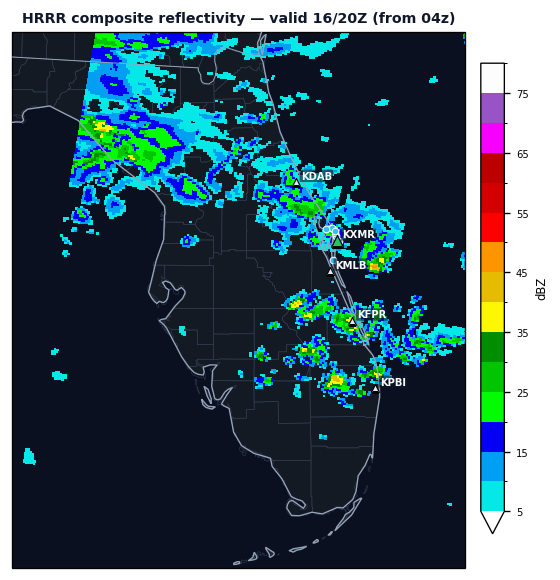 HRRR composite reflectivity — valid 16/20Z (from 04z)
KDAB
KXMR
KMLB
KFPR
KPBI
75
65
55
45
35
25
15
5
dBZ